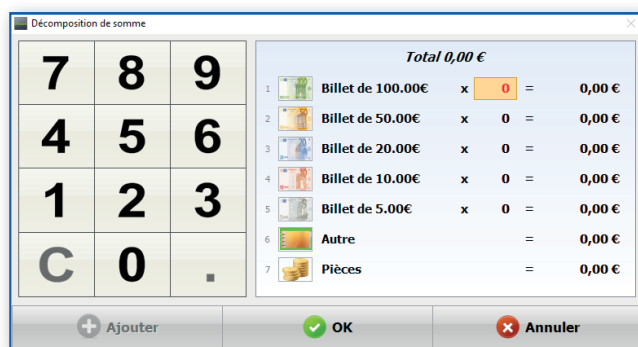 Décomposition de somme
7 8 9
4 5 6
1 2 3
C 0 .
Total 0,00 €
1 Billet de 100.00€ x 0 = 0,00 €
2 Billet de 50.00€ x 0 = 0,00 €
3 Billet de 20.00€ x 0 = 0,00 €
4 Billet de 10.00€ x 0 = 0,00 €
5 Billet de 5.00€ x 0 = 0,00 €
6 Autre = 0,00 €
7 Pièces = 0,00 €
Ajouter OK Annuler